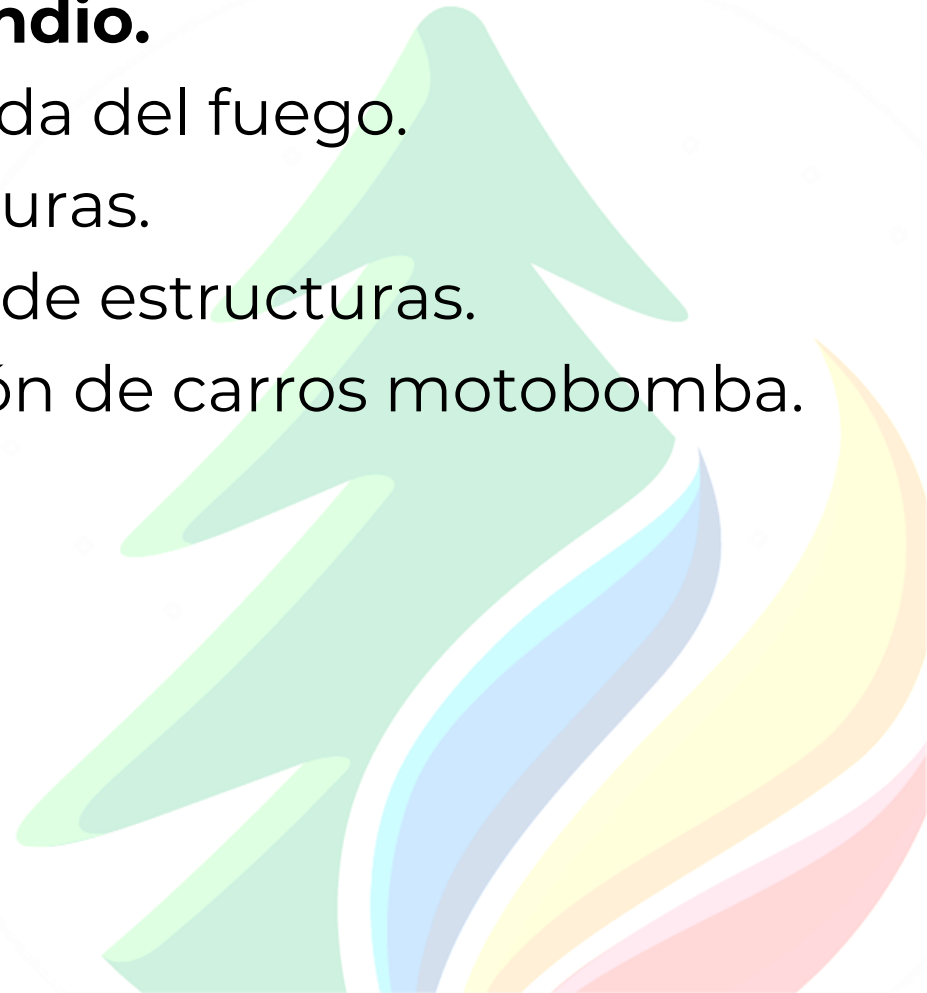 ndio.
da del fuego.
uras.
de estructuras.
ón de carros motobomba.